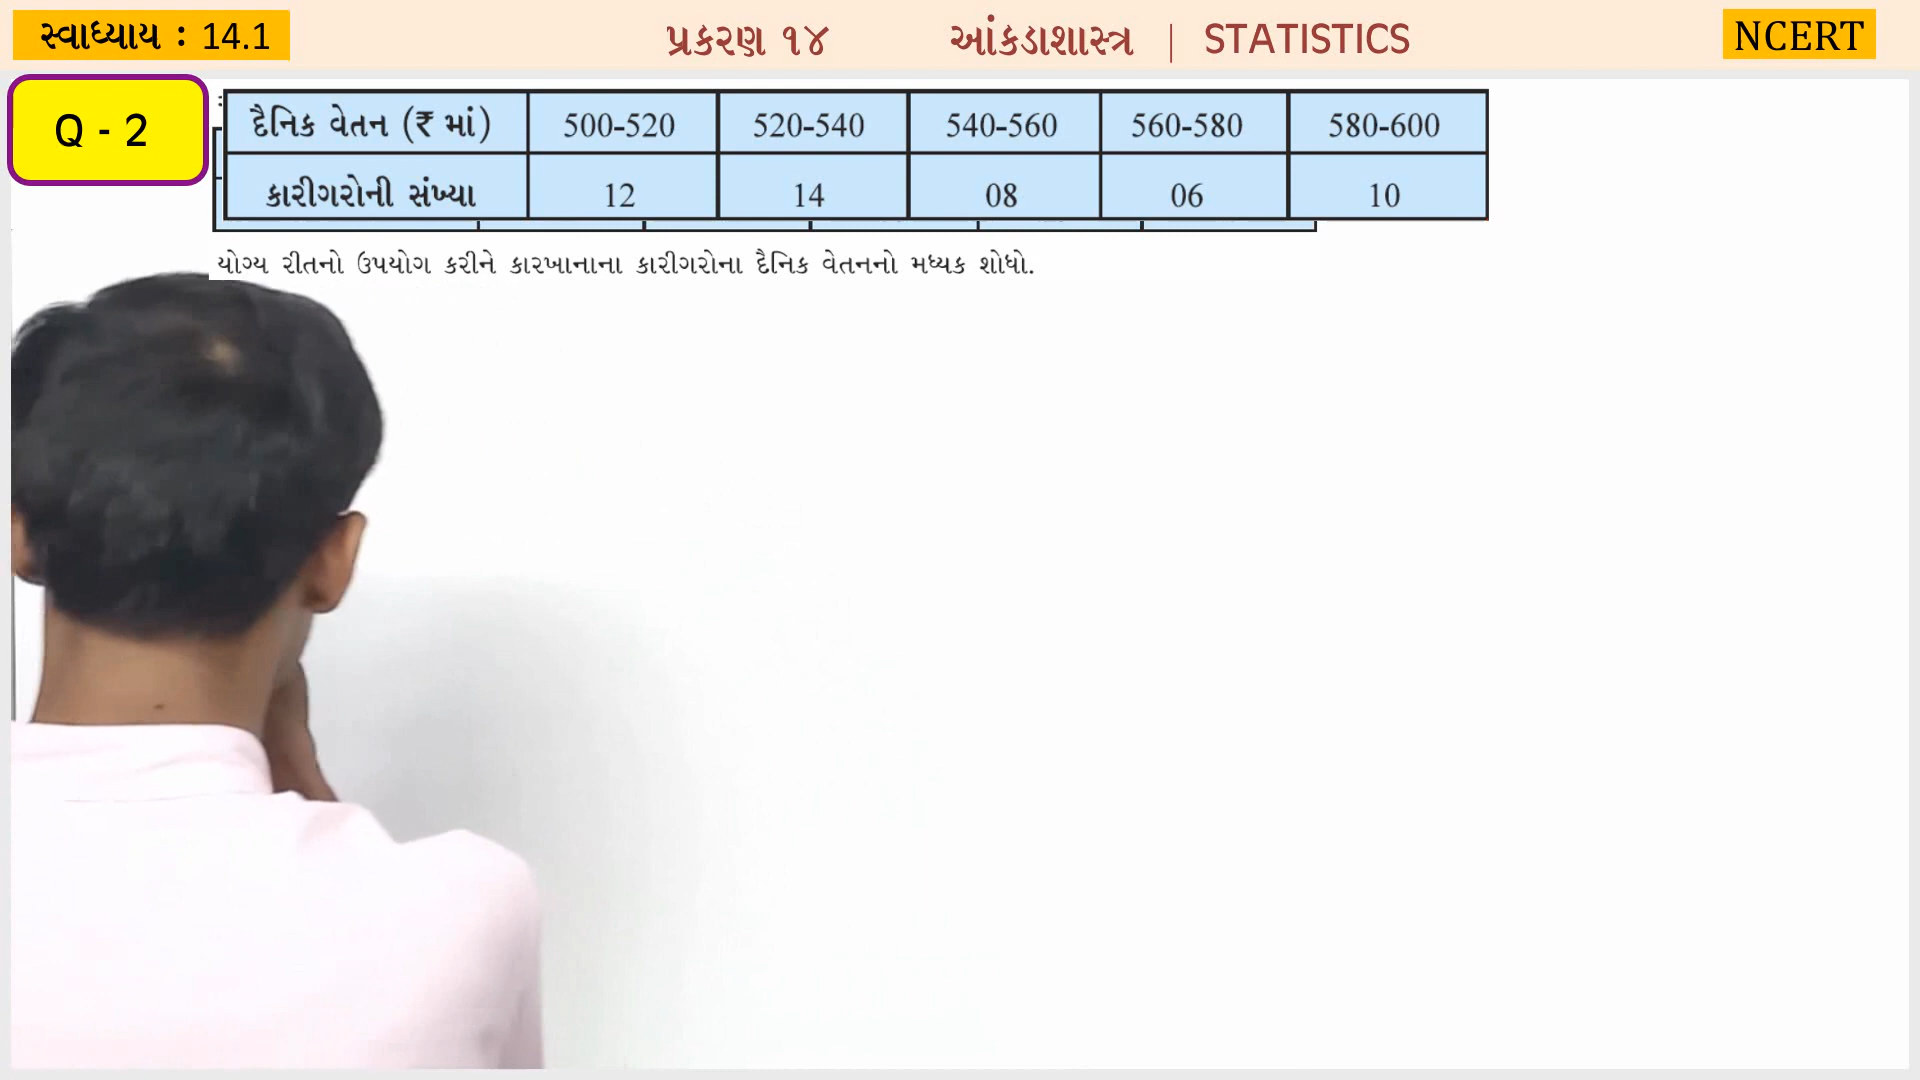 સ્વાધ્યાય : 14.1
પ્રકરણ ૧૪ આંકડાશાસ્ત્ર | STATISTICS
NCERT
Q - 2
દૈનિક વેતન (₹ માં) 500-520 520-540 540-560 560-580 580-600
કારીગરોની સંખ્યા 12 14 08 06 10
યોગ્ય રીતનો ઉપયોગ કરીને કારખાનાના કારીગરોના દૈનિક વેતનનો મધ્યક શોધો.